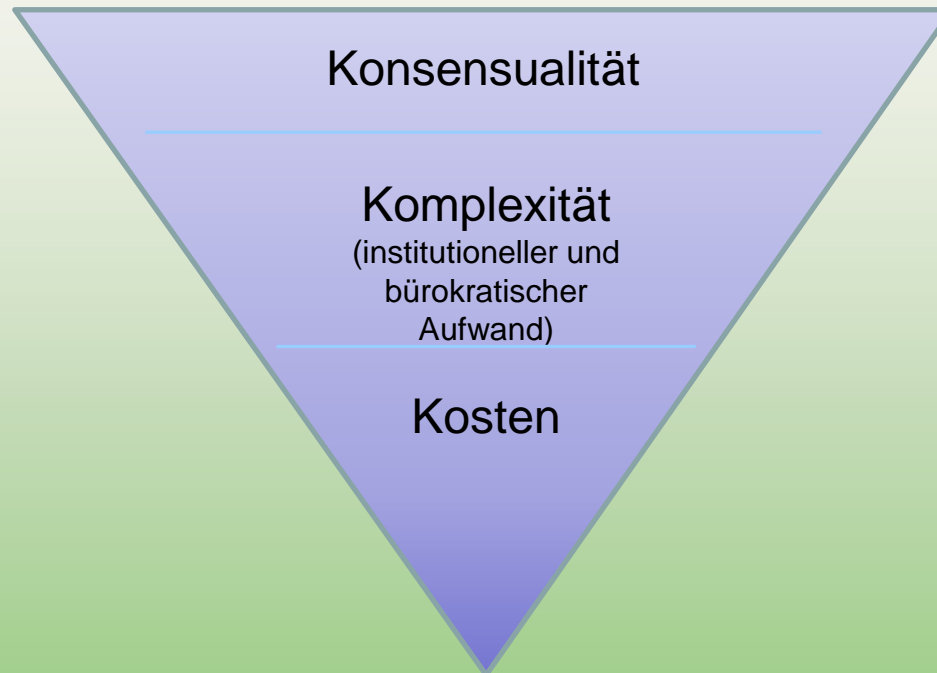 Konsensualität
Komplexität
(institutioneller und
bürokratischer
Aufwand)
Kosten